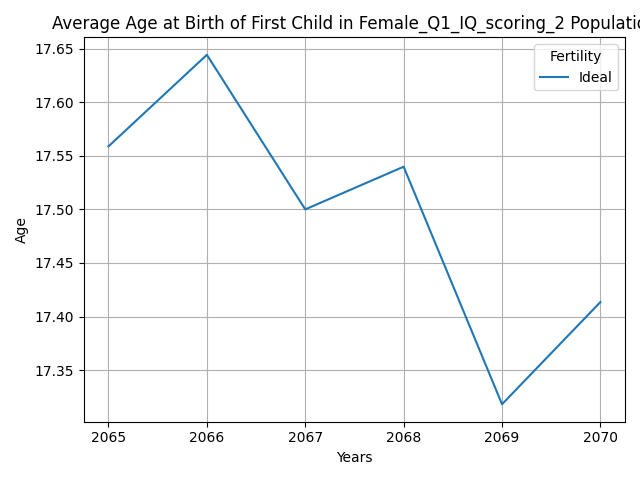 Average Age at Birth of First Child in Female_Q1_IQ_scoring_2 Populatio
Fertility
Ideal
17.65
17.60
17.55
17.50
17.45
17.40
17.35
Age
2065 2066 2067 2068 2069 2070
Years